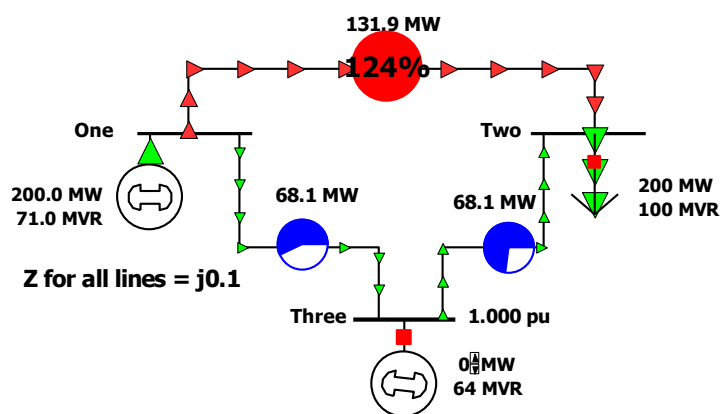 131.9 MW
124%
One
Two
200.0 MW
71.0 MVR
68.1 MW
68.1 MW
200 MW
100 MVR
Z for all lines = j0.1
Three
1.000 pu
0 MW
64 MVR